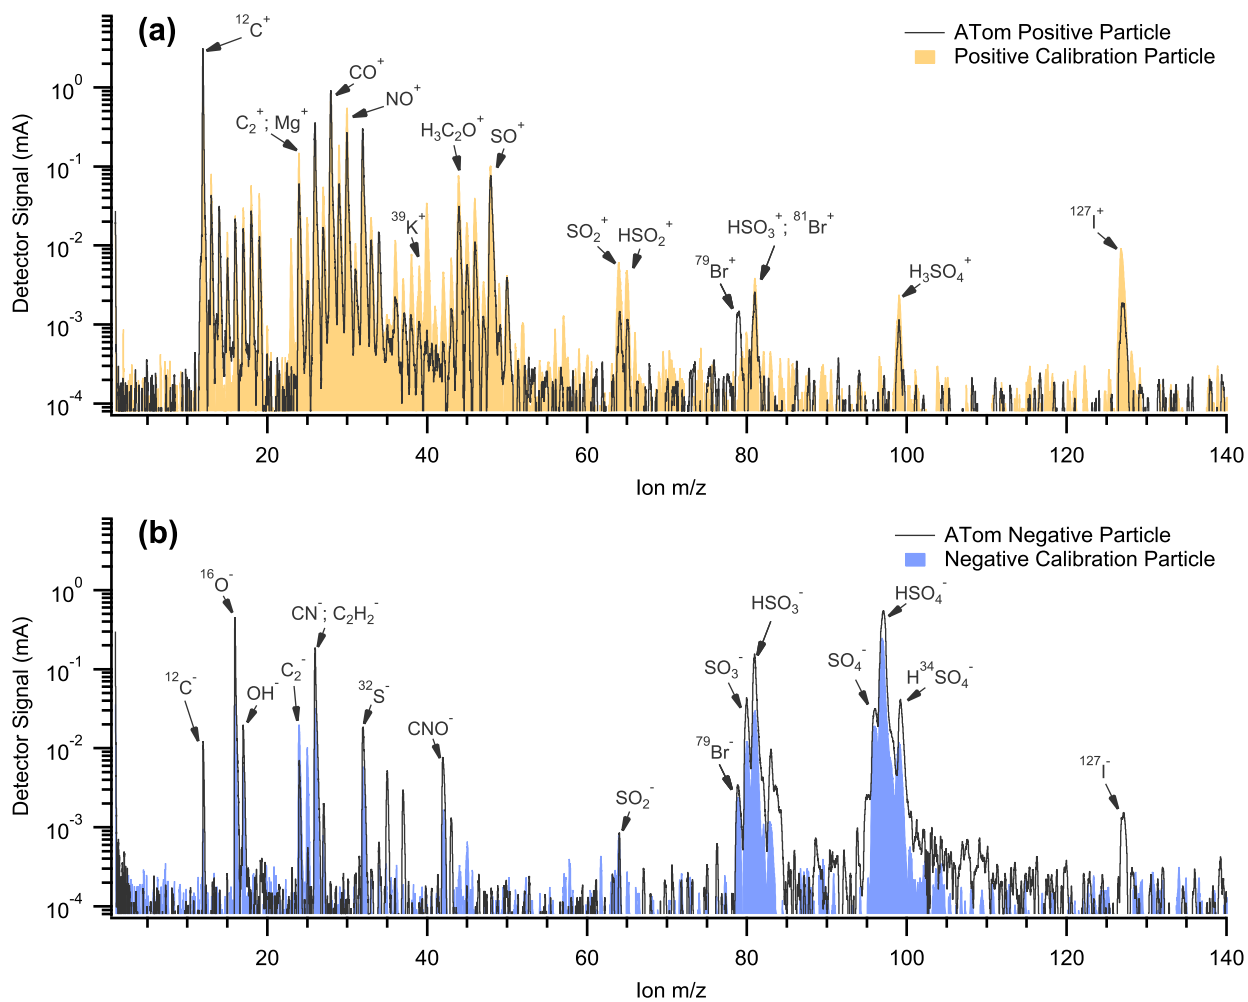 (a)
ATom Positive Particle
Positive Calibration Particle
¹²C⁺
CO⁺
NO⁺
C₂⁺; Mg⁺
H₃C₂O⁺
SO⁺
³⁹K⁺
SO₂⁺
HSO₂⁺
HSO₃⁺; ⁸¹Br⁺
⁷⁹Br⁺
H₃SO₄⁺
¹²⁷I⁺
Detector Signal (mA)
10⁰
10⁻¹
10⁻²
10⁻³
10⁻⁴
20 40 60 80 100 120 140
Ion m/z
(b)
ATom Negative Particle
Negative Calibration Particle
¹⁶O⁻
CN⁻; C₂H₂⁻
HSO₃⁻
HSO₄⁻
¹²C⁻
OH⁻
C₂⁻
³²S⁻
SO₃⁻
SO₄⁻
H³⁴SO₄⁻
CNO⁻
⁷⁹Br⁻
SO₂⁻
¹²⁷I⁻
Detector Signal (mA)
10⁰
10⁻¹
10⁻²
10⁻³
10⁻⁴
20 40 60 80 100 120 140
Ion m/z